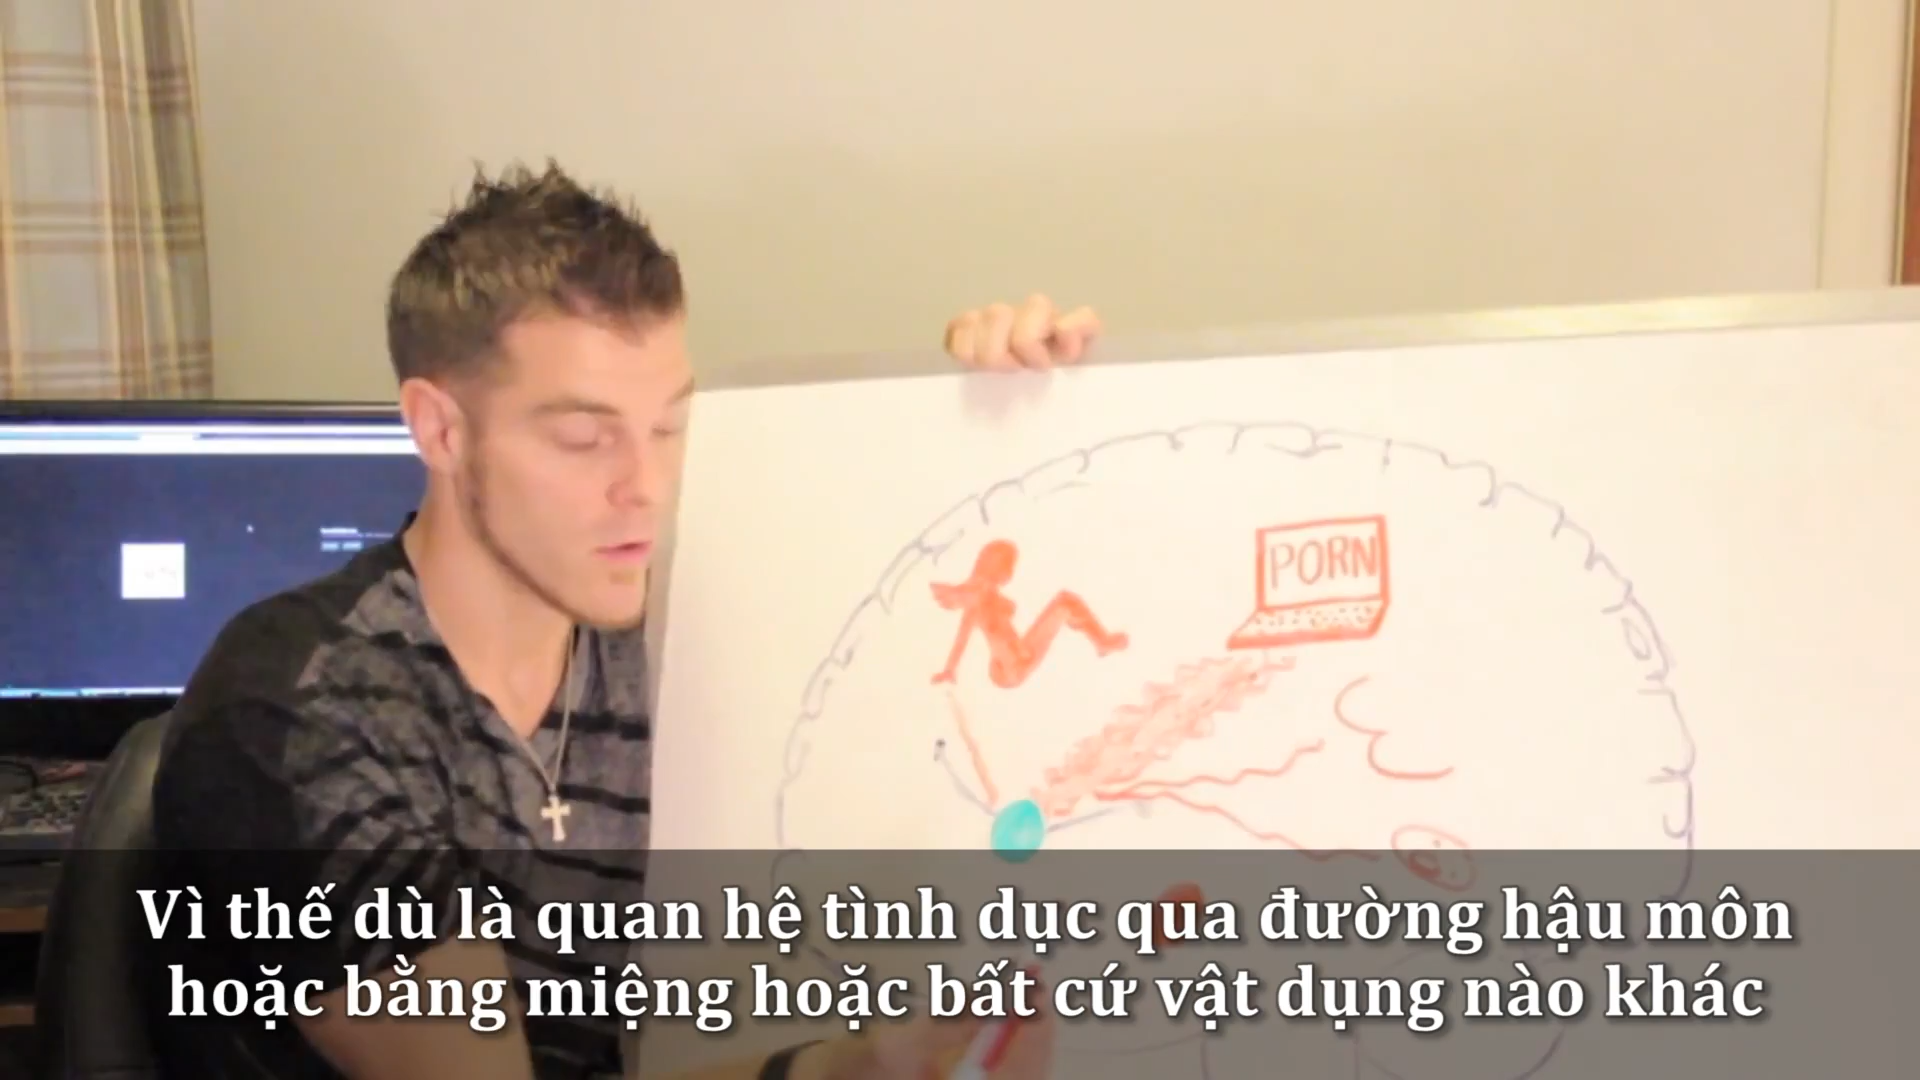 PORN
Vì thế dù là quan hệ tình dục qua đường hậu môn
hoặc bằng miệng hoặc bất cứ vật dụng nào khác